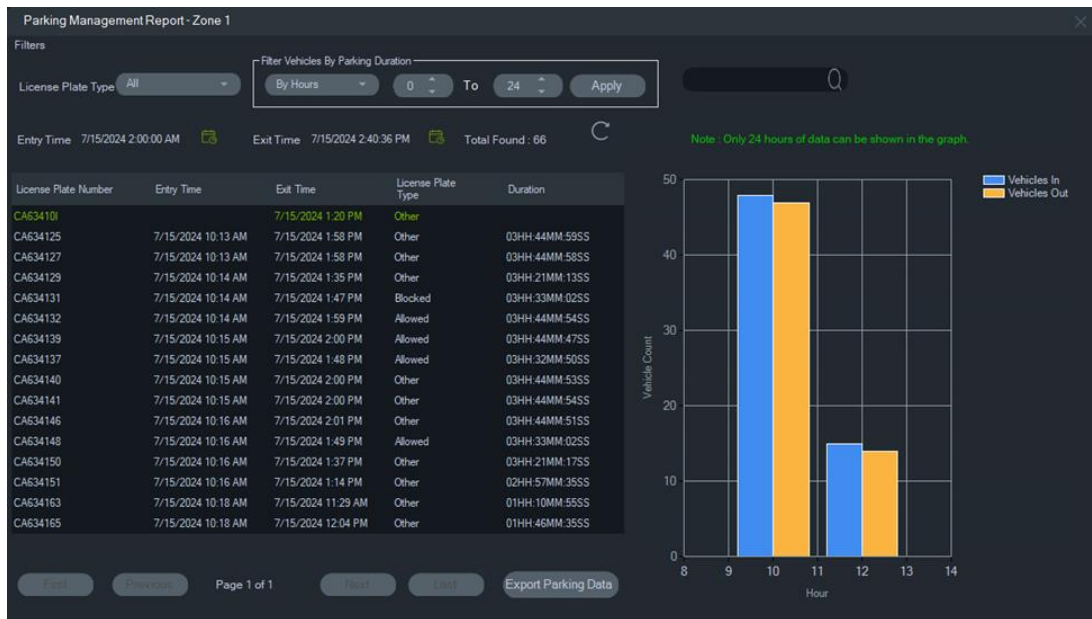 Parking Management Report - Zone 1
Filters
Filter Vehicles By Parking Duration
License Plate Type All By Hours 0 To 24 Apply
Entry Time 7/15/2024 2:00:00 AM Exit Time 7/15/2024 2:40:36 PM Total Found : 66
License Plate Number Entry Time Exit Time License Plate Type Duration
CA63410I 7/15/2024 1:20 PM Other
CA634125 7/15/2024 10:13 AM 7/15/2024 1:58 PM Other 03HH:44MM:59SS
CA634127 7/15/2024 10:13 AM 7/15/2024 1:58 PM Other 03HH:44MM:58SS
CA634129 7/15/2024 10:14 AM 7/15/2024 1:35 PM Other 03HH:21MM:13SS
CA634131 7/15/2024 10:14 AM 7/15/2024 1:47 PM Blocked 03HH:33MM:02SS
CA634132 7/15/2024 10:14 AM 7/15/2024 1:59 PM Allowed 03HH:44MM:54SS
CA634139 7/15/2024 10:15 AM 7/15/2024 2:00 PM Allowed 03HH:44MM:47SS
CA634137 7/15/2024 10:15 AM 7/15/2024 1:48 PM Allowed 03HH:32MM:50SS
CA634140 7/15/2024 10:15 AM 7/15/2024 2:00 PM Other 03HH:44MM:53SS
CA634141 7/15/2024 10:15 AM 7/15/2024 2:00 PM Other 03HH:44MM:54SS
CA634146 7/15/2024 10:16 AM 7/15/2024 2:01 PM Other 03HH:44MM:51SS
CA634148 7/15/2024 10:16 AM 7/15/2024 1:49 PM Allowed 03HH:33MM:02SS
CA634150 7/15/2024 10:16 AM 7/15/2024 1:37 PM Other 03HH:21MM:17SS
CA634151 7/15/2024 10:16 AM 7/15/2024 1:14 PM Other 02HH:57MM:35SS
CA634163 7/15/2024 10:18 AM 7/15/2024 11:29 AM Other 01HH:10MM:55SS
CA634165 7/15/2024 10:18 AM 7/15/2024 12:04 PM Other 01HH:46MM:35SS
First Previous Page 1 of 1 Next Last Export Parking Data
Note : Only 24 hours of data can be shown in the graph.
Vehicles In
Vehicles Out
Vehicle Count
50
40
30
20
10
0
8 9 10 11 12 13 14
Hour